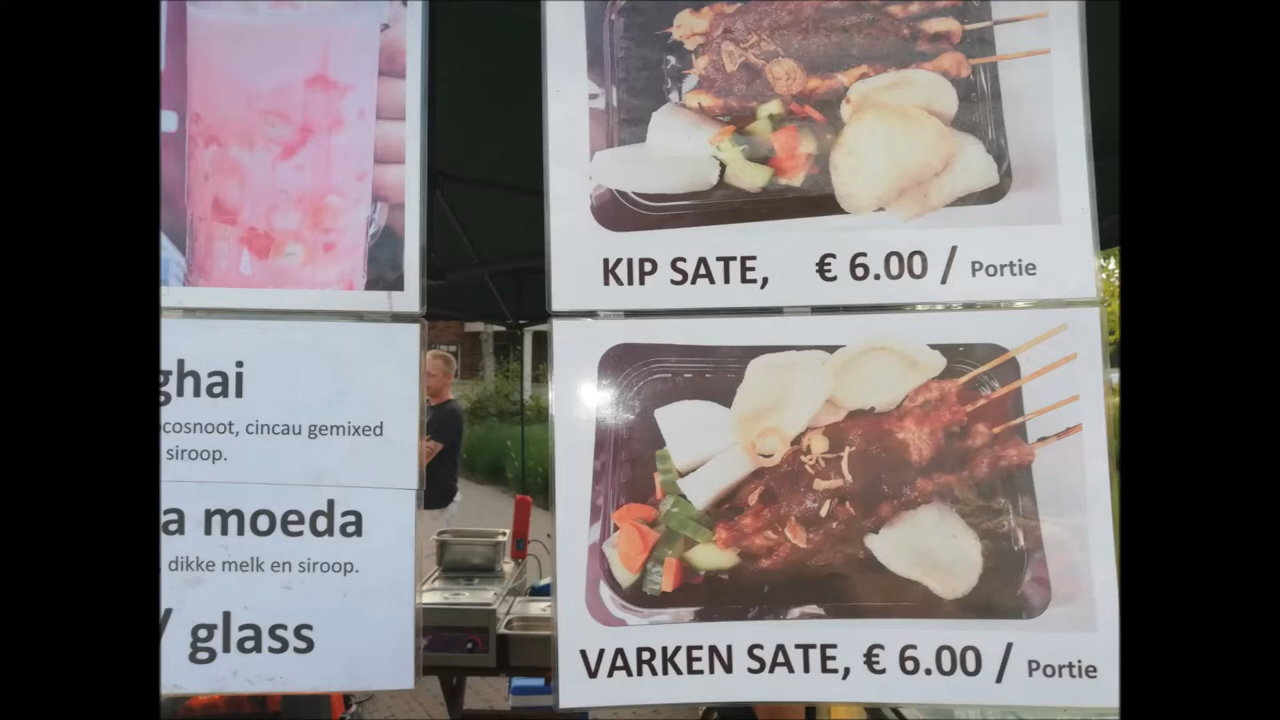 ghai
cosnoot, cincau gemixed
siroop.
a moeda
dikke melk en siroop.
/ glass
KIP SATE, € 6.00 / Portie
VARKEN SATE, € 6.00 / Portie